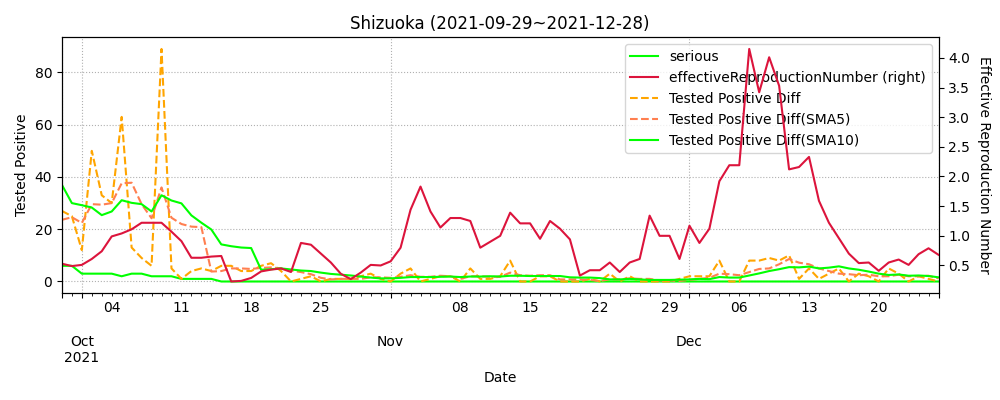 Shizuoka (2021-09-29~2021-12-28)
serious
effectiveReproductionNumber (right)
Tested Positive Diff
Tested Positive Diff(SMA5)
Tested Positive Diff(SMA10)
Tested Positive
80
60
40
20
0
4.0
3.5
3.0
2.5
2.0
1.5
1.0
0.5
Effective Reproduction Number
04 11 18 25 08 15 22 29 06 13 20
Oct Nov Dec
2021
Date